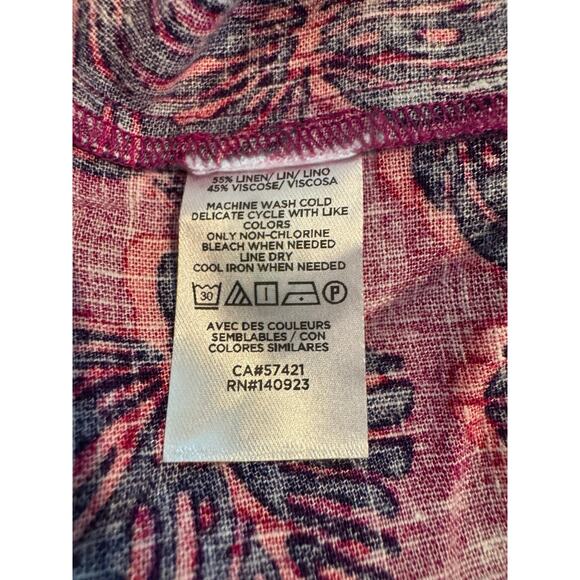 55% LINEN/ LIN/ LINO
45% VISCOSE/ VISCOSA
MACHINE WASH COLD
DELICATE CYCLE WITH LIKE
COLORS
ONLY NON-CHLORINE
BLEACH WHEN NEEDED
LINE DRY
COOL IRON WHEN NEEDED
30 P
AVEC DES COULEURS
SEMBLABLES / CON
COLORES SIMILARES
CA#57421
RN#140923